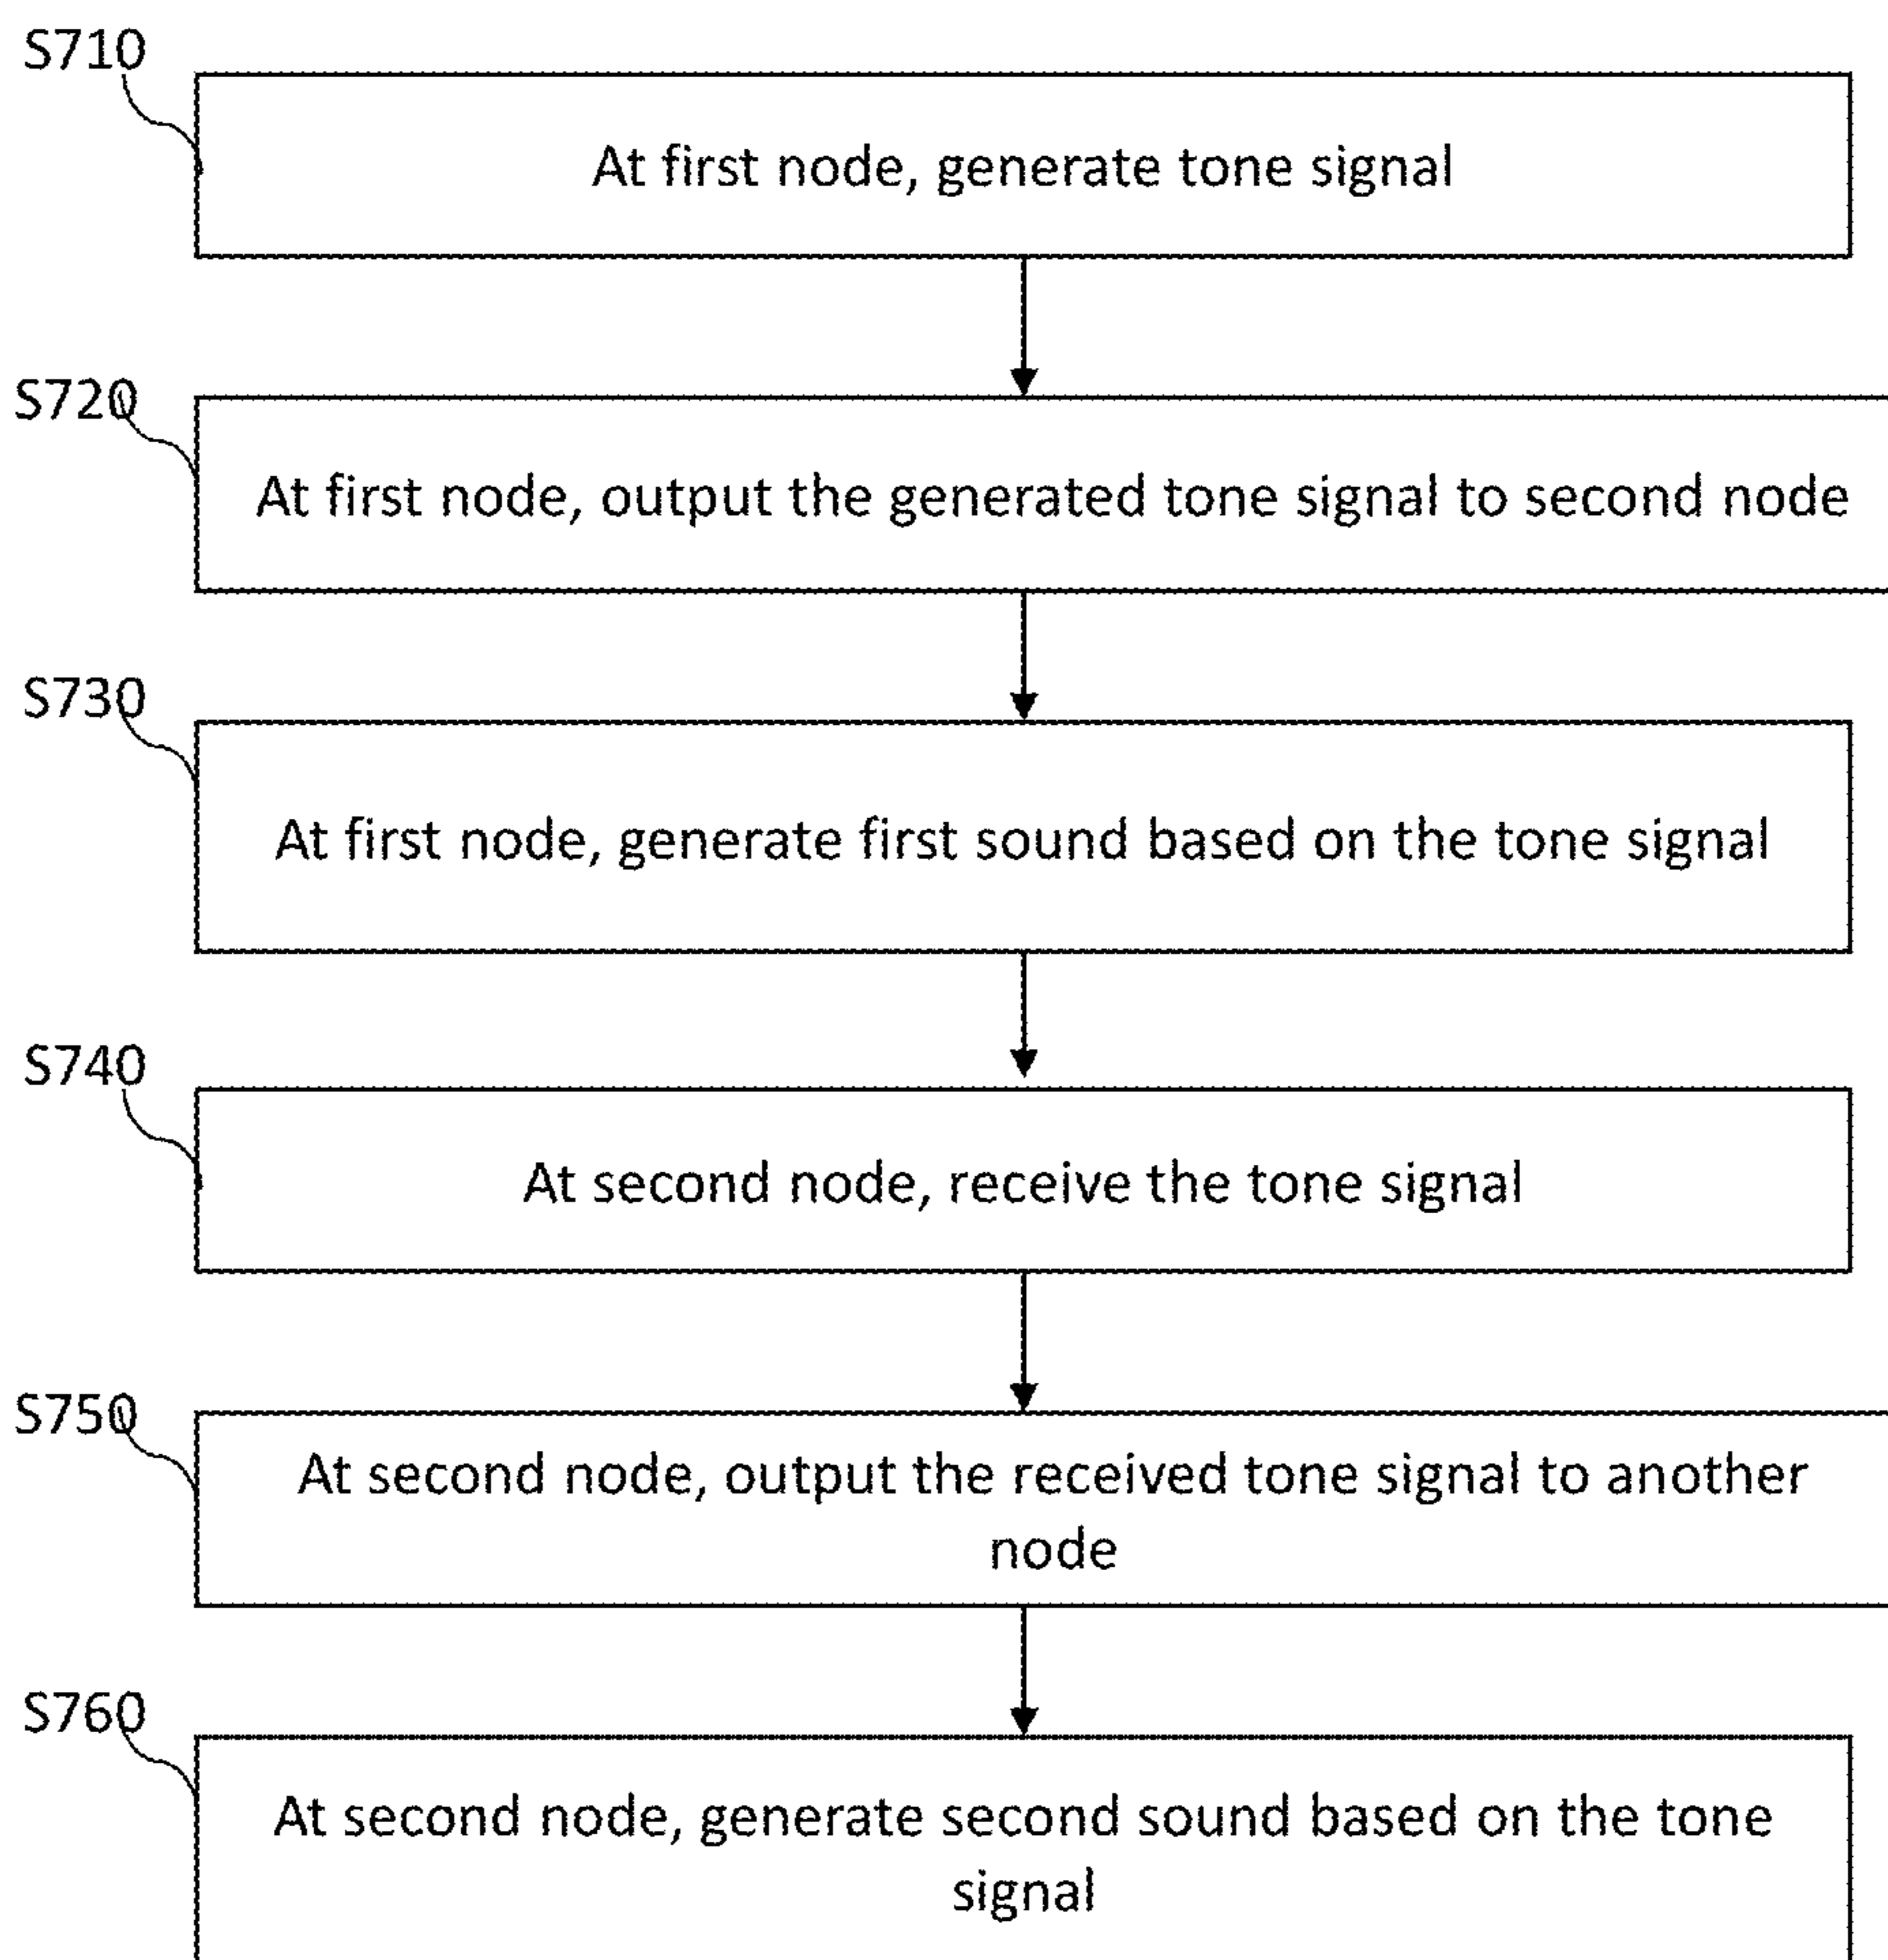 S710
At first node, generate tone signal
S720
At first node, output the generated tone signal to second node
S730
At first node, generate first sound based on the tone signal
S740
At second node, receive the tone signal
S750
At second node, output the received tone signal to another
node
S760
At second node, generate second sound based on the tone
signal